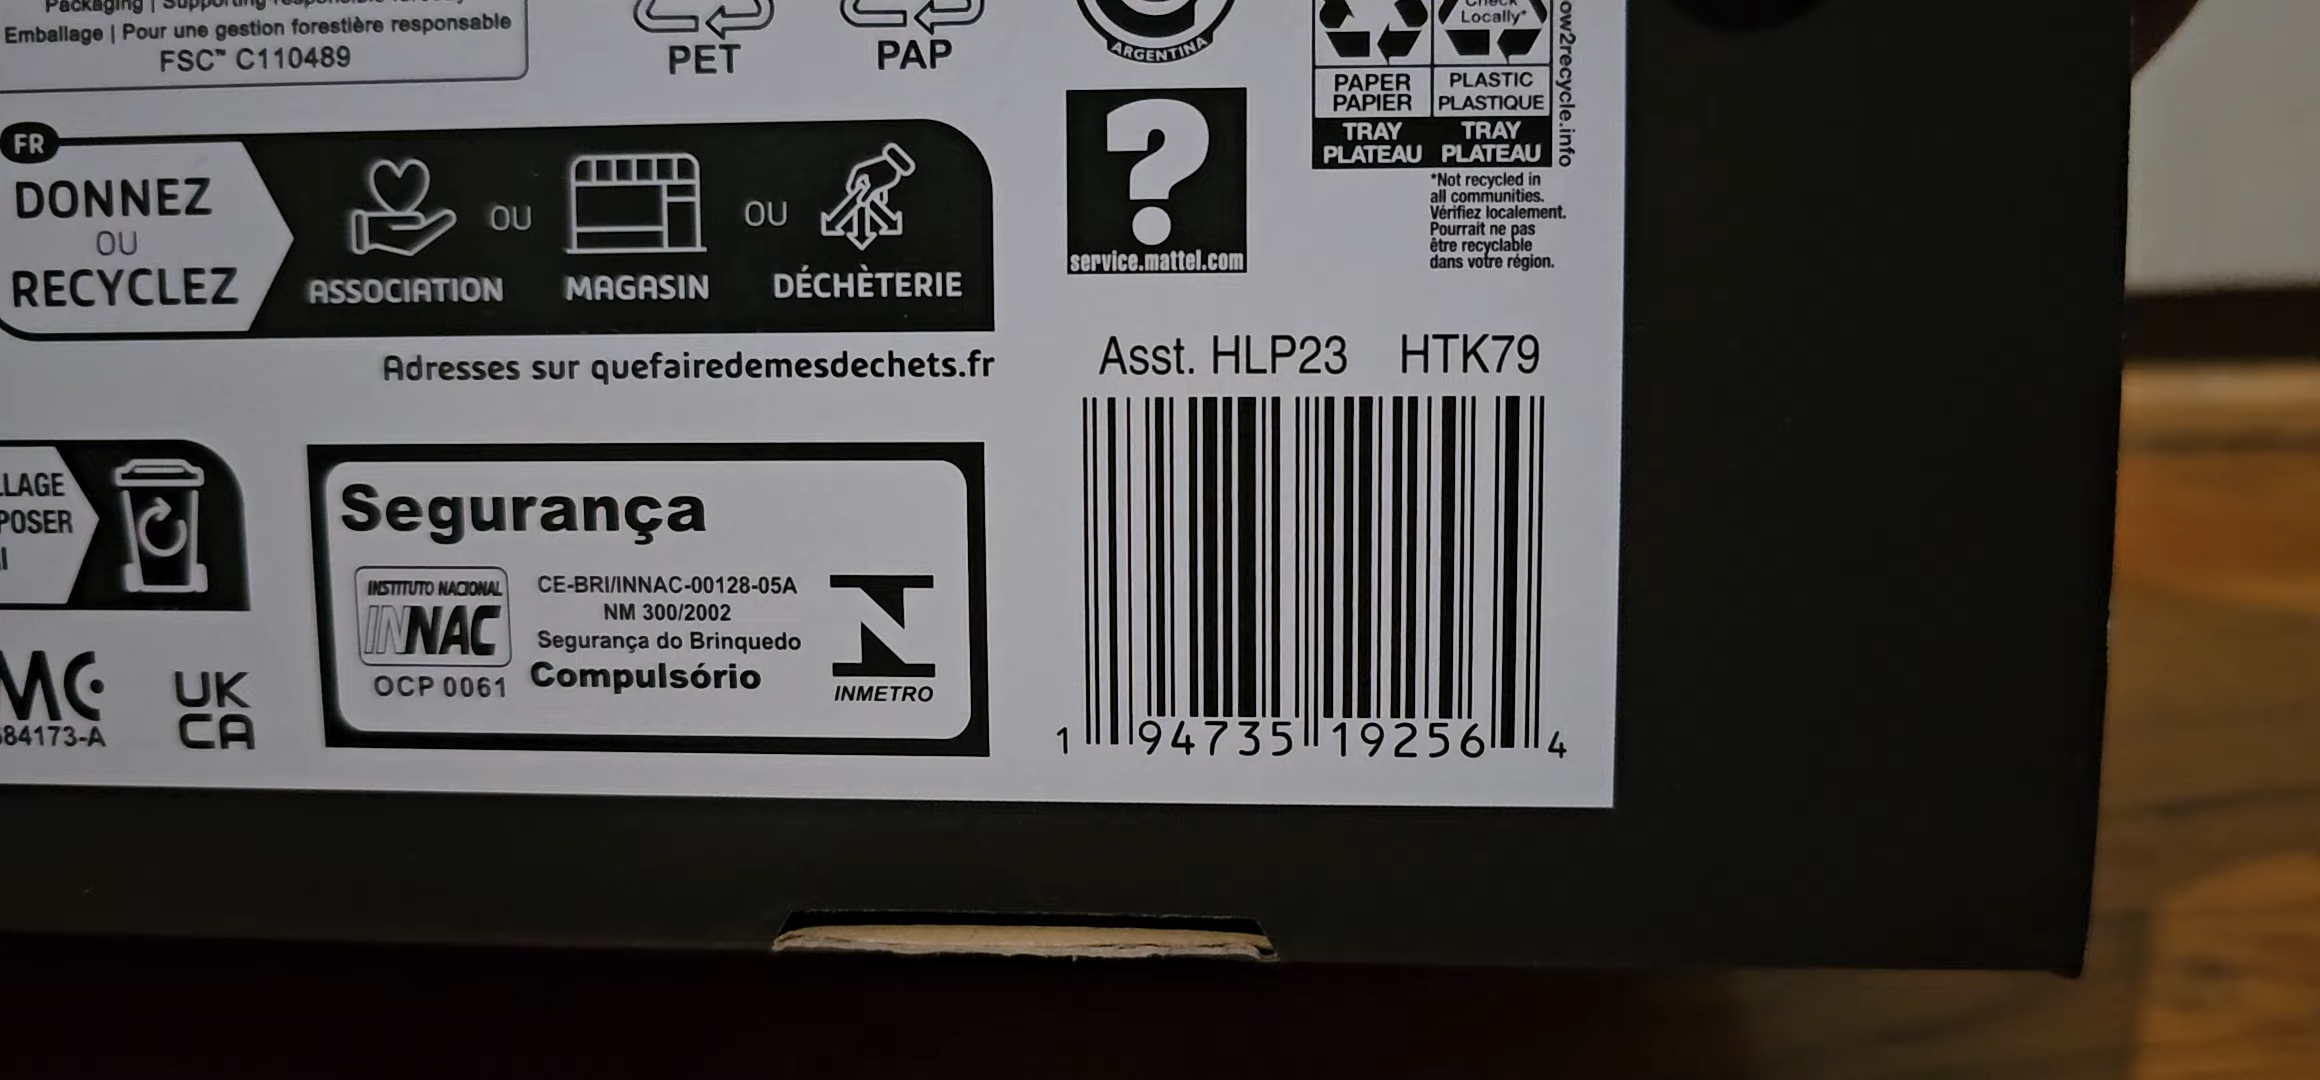 Packaging | Supporting responsible
Emballage | Pour une gestion forestière responsable
FSC™ C110489
PET
PAP
ARGENTINA
Check
Locally*
PAPER
PAPIER
PLASTIC
PLASTIQUE
TRAY
PLATEAU
TRAY
PLATEAU
ow2recycle.info
*Not recycled in
all communities.
Vérifiez localement.
Pourrait ne pas
être recyclable
dans votre région.
?
service.mattel.com
FR
DONNEZ
OU
RECYCLEZ
ASSOCIATION
OU
MAGASIN
OU
DÉCHÈTERIE
Adresses sur quefairedemesdechets.fr
Asst. HLP23 HTK79
LLAGE
POSER
I
Segurança
INSTITUTO NACIONAL
INNAC
OCP 0061
CE-BRI/INNAC-00128-05A
NM 300/2002
Segurança do Brinquedo
Compulsório
INMETRO
MC
684173-A
UK
CA
1 94735 19256 4